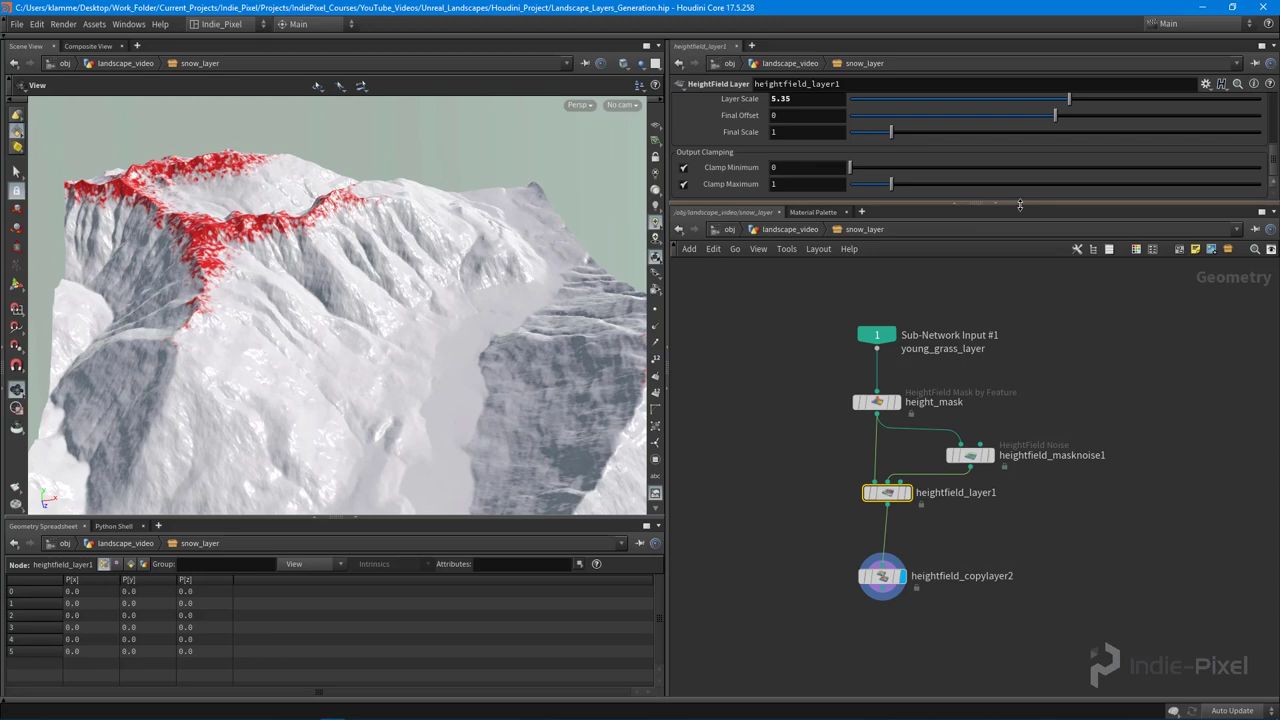 C:/Users/klamme/Desktop/Work_Folder/Current_Projects/Indie_Pixel/Projects/IndiePixel_Courses/YouTube_Videos/Unreal_Landscapes/Houdini_Project/Landscape_Layers_Generation.hip - Houdini Core 17.5.258
File Edit Render Assets Windows Help Indie_Pixel Main Main
Scene View Composite View
obj landscape_video snow_layer
View
Persp No cam
12
abc
Geometry Spreadsheet Python Shell
obj landscape_video snow_layer
Node: heightfield_layer1 Group: View Intrinsics Attributes:
P[x] P[y] P[z]
0 0.0 0.0 0.0
1 0.0 0.0 0.0
2 0.0 0.0 0.0
3 0.0 0.0 0.0
4 0.0 0.0 0.0
5 0.0 0.0 0.0
heightfield_layer1
obj landscape_video snow_layer
HeightField Layer heightfield_layer1
Layer Scale 5.35
Final Offset 0
Final Scale 1
Output Clamping
Clamp Minimum 0
Clamp Maximum 1
/obj/landscape_video/snow_layer Material Palette
obj landscape_video snow_layer
Add Edit Go View Tools Layout Help
Geometry
1
Sub-Network Input #1
young_grass_layer
HeightField Mask by Feature
height_mask
HeightField Noise
heightfield_masknoise1
heightfield_layer1
heightfield_copylayer2
Indie-Pixel
Auto Update